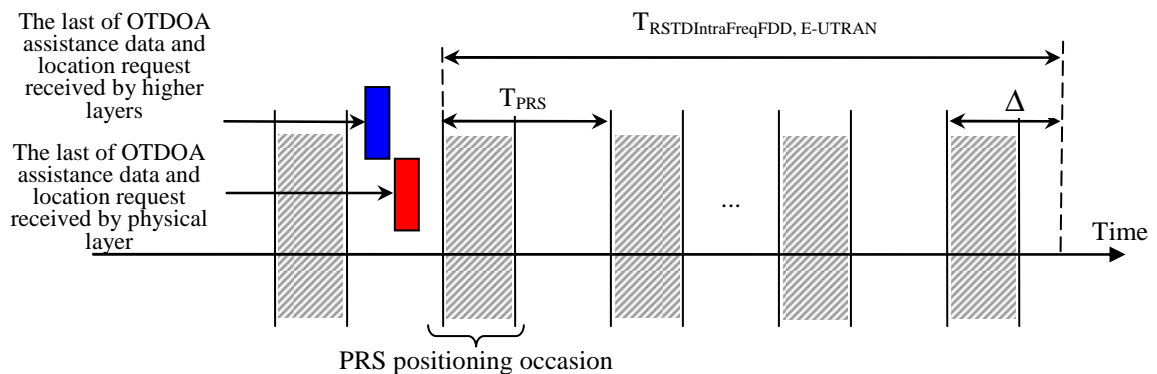 The last of OTDOA
assistance data and
location request
received by higher
layers
The last of OTDOA
assistance data and
location request
received by physical
layer
T_RSTDIntraFreqFDD, E-UTRAN
T_PRS
Δ
...
Time
PRS positioning occasion